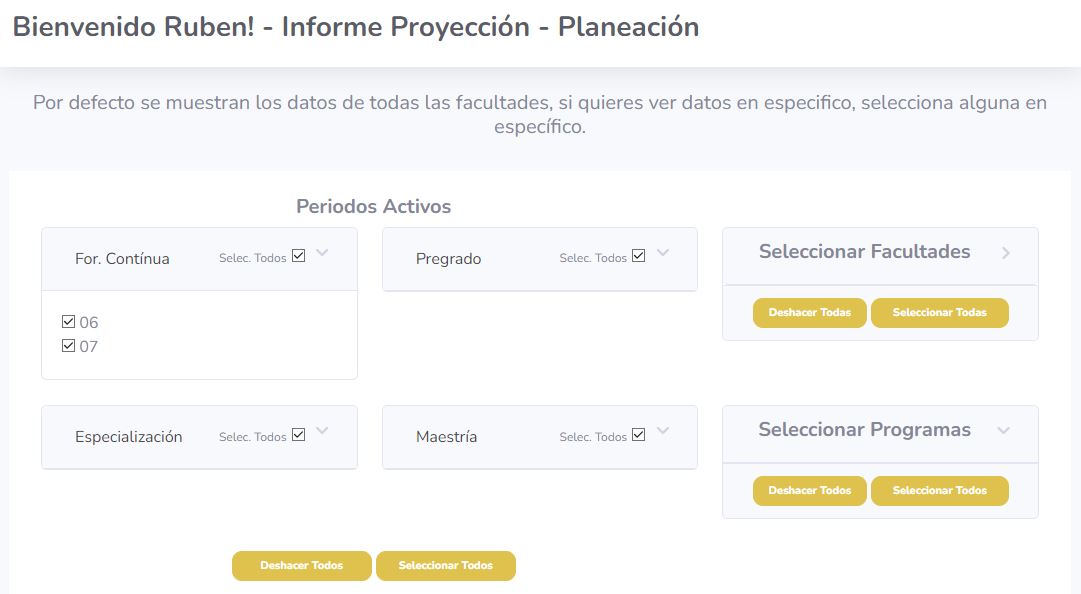 Bienvenido Ruben! - Informe Proyección - Planeación
Por defecto se muestran los datos de todas las facultades, si quieres ver datos en especifico, selecciona alguna en
específico.
Periodos Activos
For. Contínua Selec. Todos
06
07
Pregrado Selec. Todos
Seleccionar Facultades
Deshacer Todas Seleccionar Todas
Especialización Selec. Todos
Maestría Selec. Todos
Seleccionar Programas
Deshacer Todos Seleccionar Todos
Deshacer Todos Seleccionar Todos